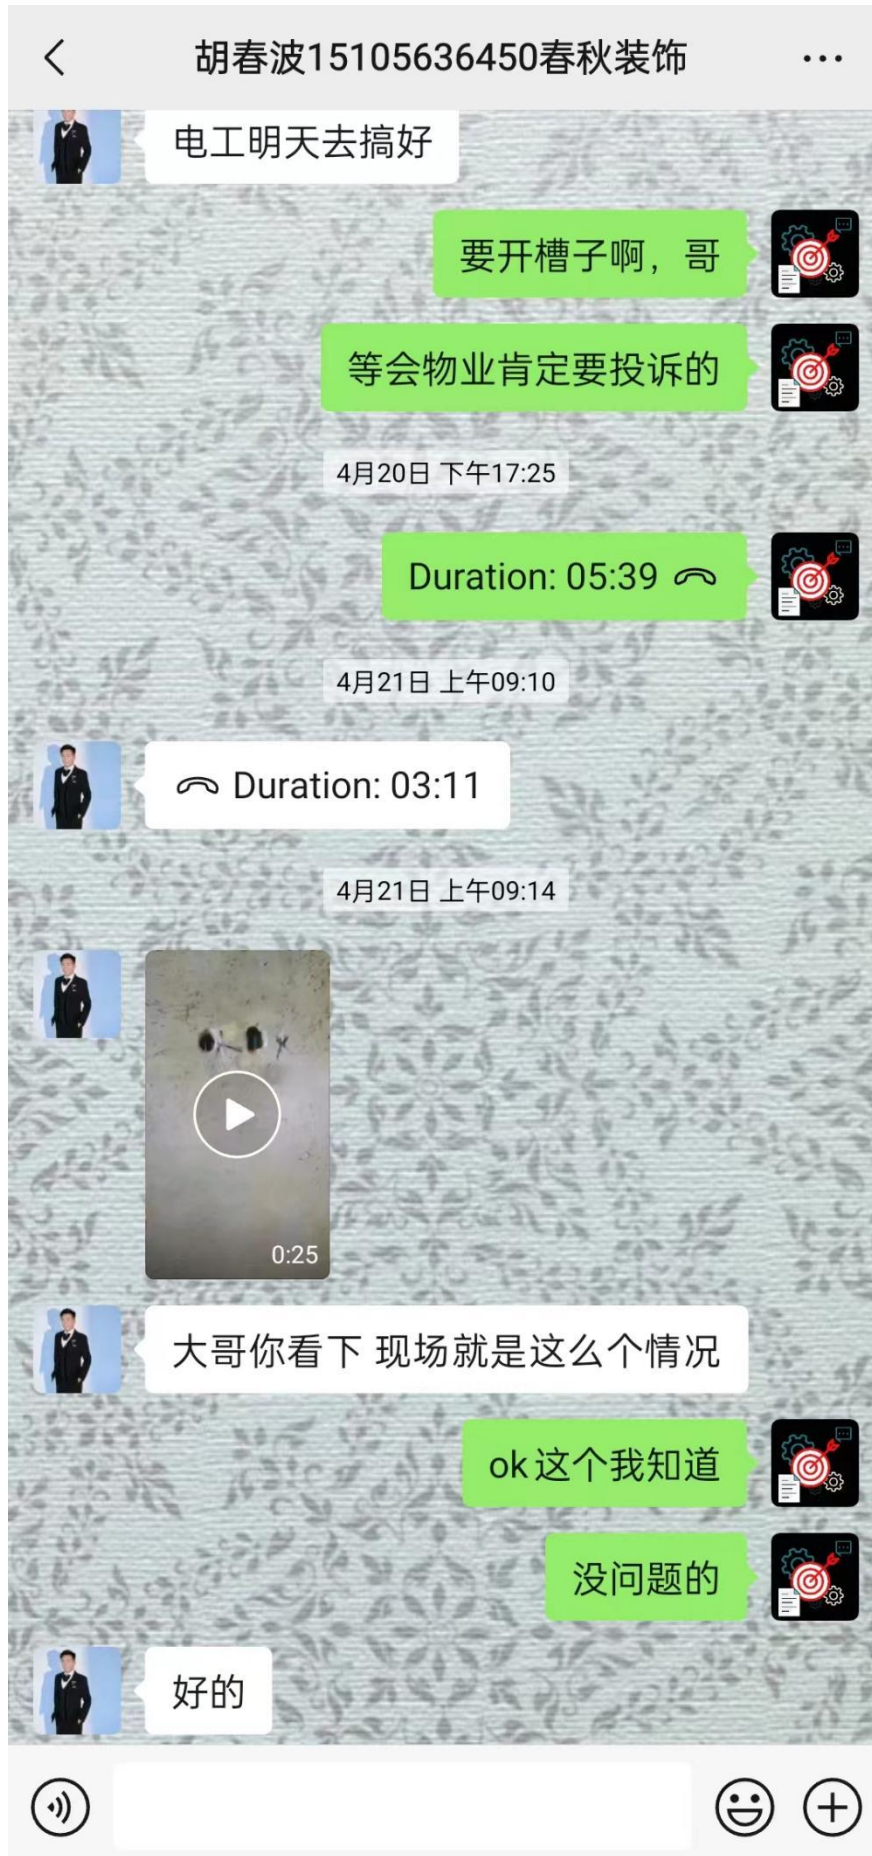 胡春波15105636450春秋装饰
电工明天去搞好
要开槽子啊，哥
等会物业肯定要投诉的
4月20日 下午17:25
Duration: 05:39
4月21日 上午09:10
Duration: 03:11
4月21日 上午09:14
0:25
大哥你看下 现场就是这么个情况
ok这个我知道
没问题的
好的